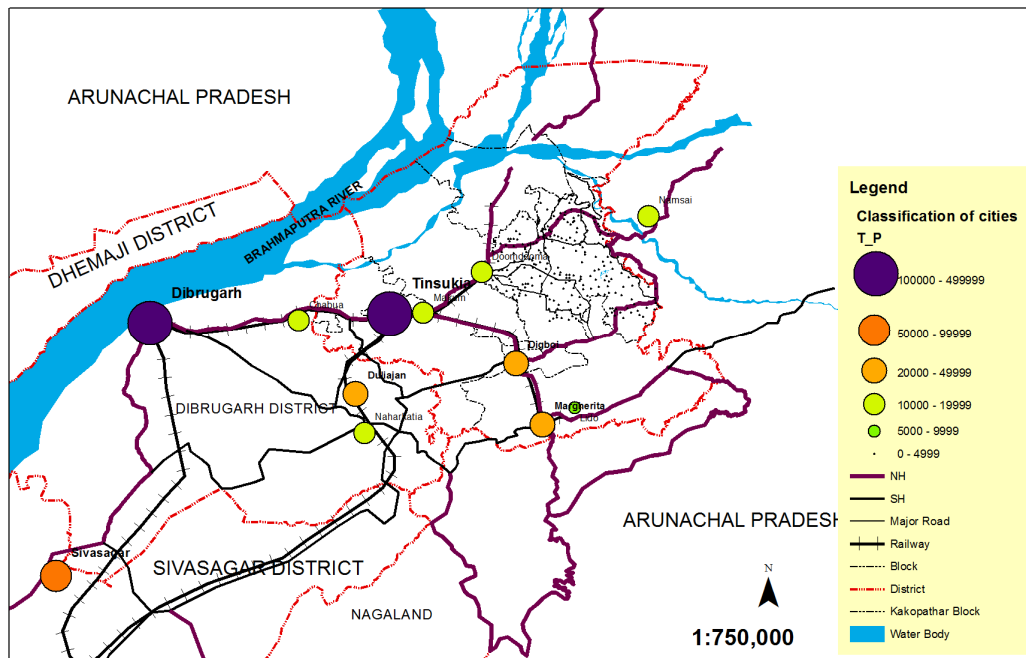 ARUNACHAL PRADESH
DHEMAJI DISTRICT
BRAHMAPUTRA RIVER
Namsai
Doomdooma
Dibrugarh
Tinsukia
Chabua
Makum
Digboi
Duliajan
DIBRUGARH DISTRICT
Naharkatia
Margherita
Lido
ARUNACHAL PRADESH
Sivasagar
SIVASAGAR DISTRICT
NAGALAND
N
1:750,000
Legend
Classification of cities
T_P
100000 - 499999
50000 - 99999
20000 - 49999
10000 - 19999
5000 - 9999
0 - 4999
NH
SH
Major Road
Railway
Block
District
Kakopathar Block
Water Body